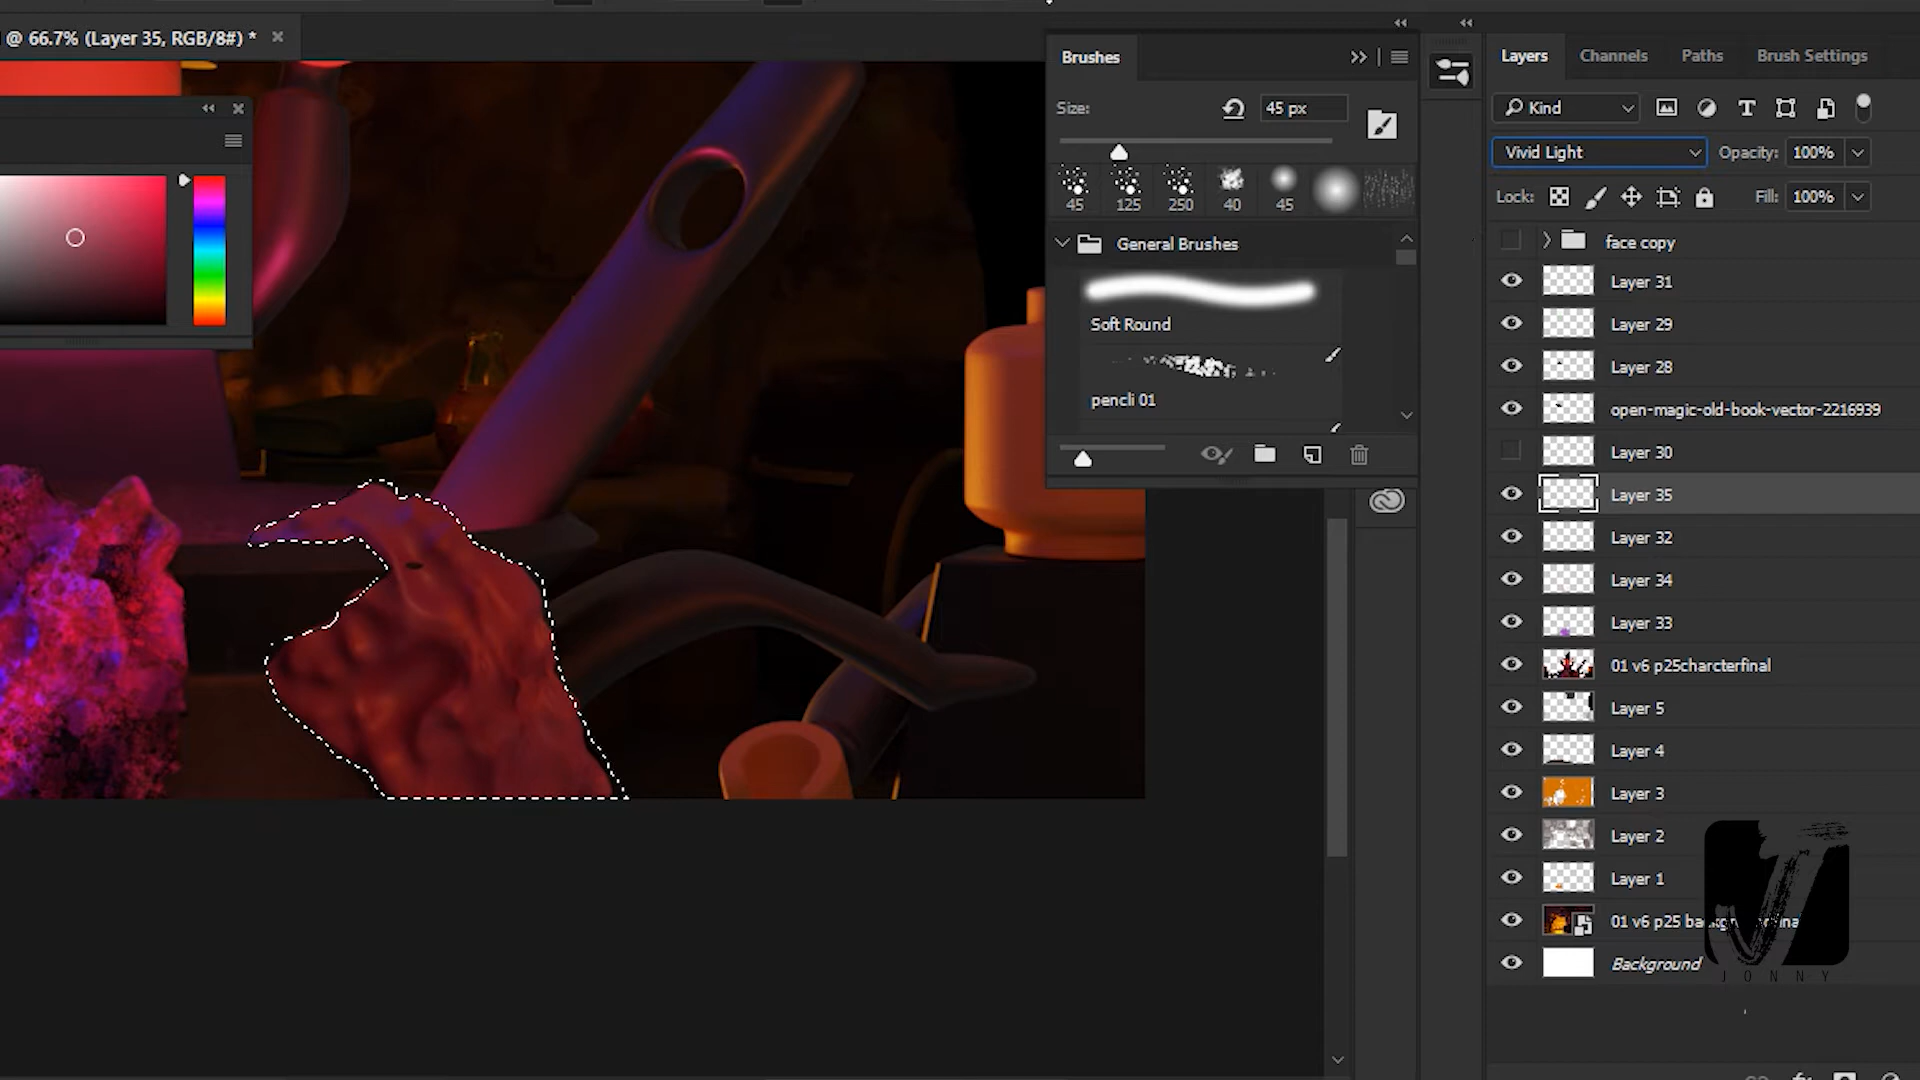 @ 66.7% (Layer 35, RGB/8#) *
Brushes
Size:
45 px
45 125 250 40 45
General Brushes
Soft Round
pencli 01
Layers Channels Paths Brush Settings
Kind
Vivid Light Opacity: 100%
Lock: Fill: 100%
face copy
Layer 31
Layer 29
Layer 28
open-magic-old-book-vector-2216939
Layer 30
Layer 35
Layer 32
Layer 34
Layer 33
01 v6 p25charcterfinal
Layer 5
Layer 4
Layer 3
Layer 2
Layer 1
01 v6 p25
Background
JONNY